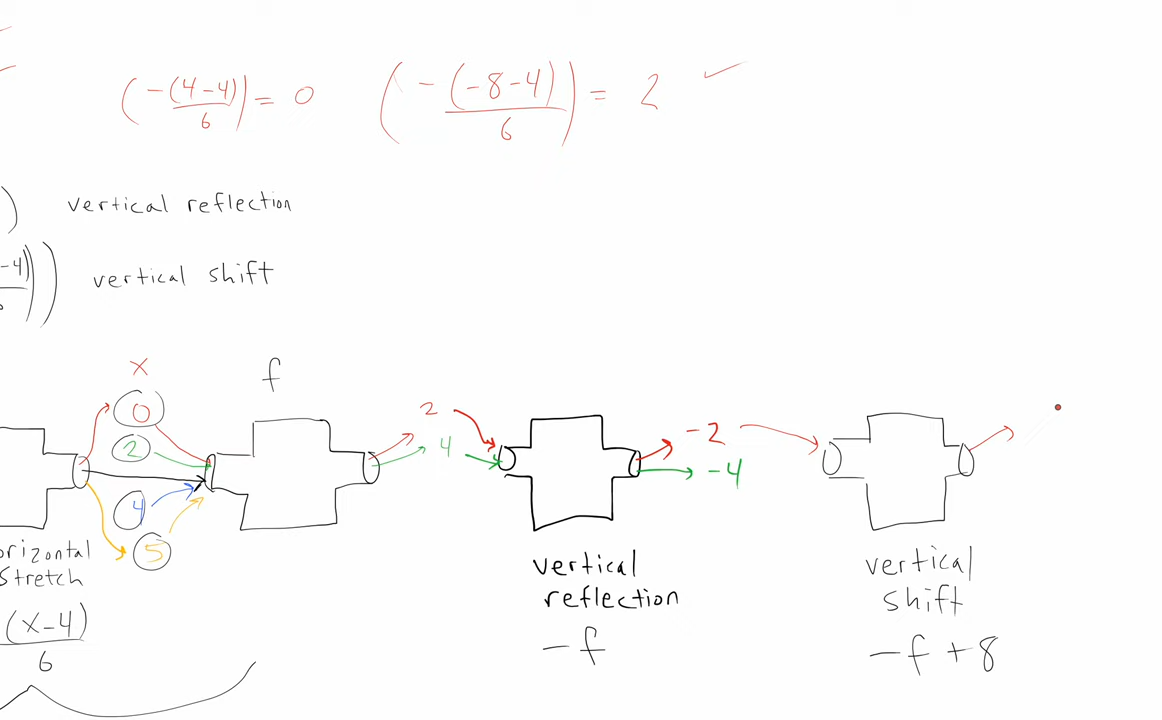 (-(4-4)/6) = 0
(-(-8-4)/6) = 2 ✓
) vertical reflection
-4) )) vertical shift
x
f
0
2
4
5
2
4
-2
-4
orizontal
stretch
(x-4)
6
vertical
reflection
-f
vertical
shift
-f+8